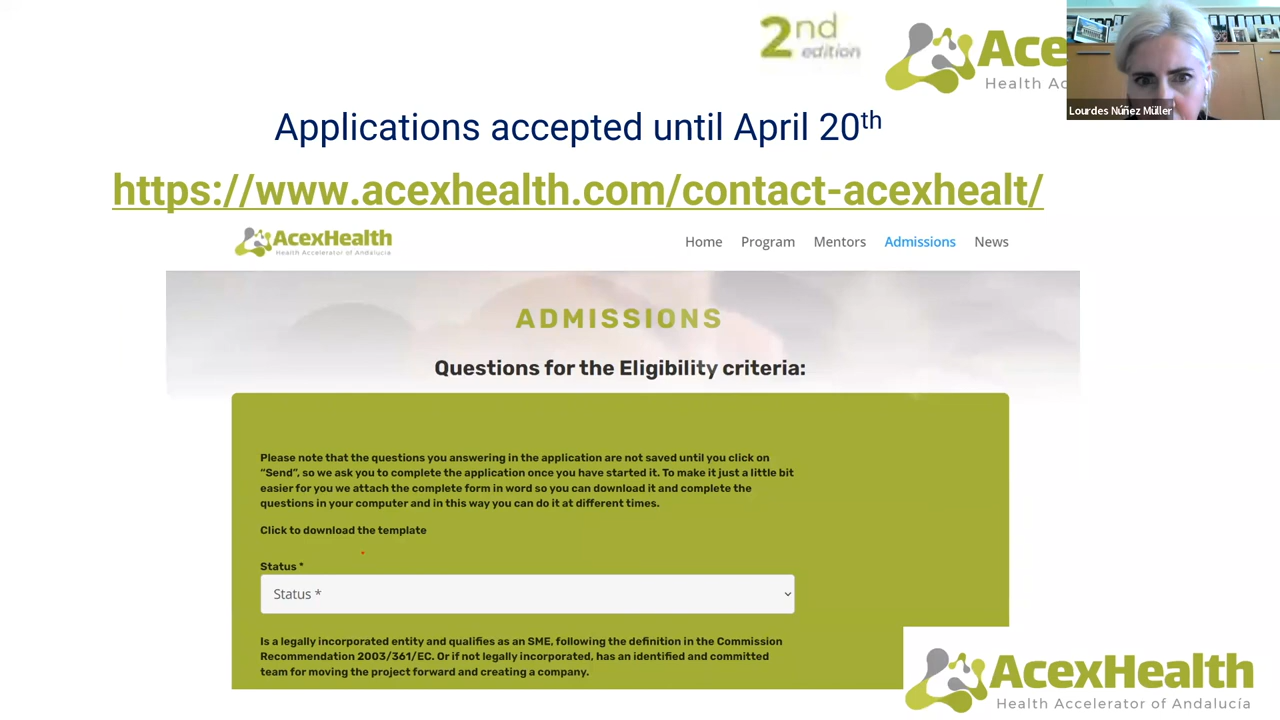 2nd
edition
Ace
Health Ac
Lourdes Núñez Müller
Applications accepted until April 20th
https://www.acexhealth.com/contact-acexhealt/
AcexHealth
Health Accelerator of Andalucía
Home Program Mentors Admissions News
ADMISSIONS
Questions for the Eligibility criteria:
Please note that the questions you answering in the application are not saved until you click on
“Send”, so we ask you to complete the application once you have started it. To make it just a little bit
easier for you we attach the complete form in word so you can download it and complete the
questions in your computer and in this way you can do it at different times.
Click to download the template
Status *
Status *
Is a legally incorporated entity and qualifies as an SME, following the definition in the Commission
Recommendation 2003/361/EC. Or if not legally incorporated, has an identified and committed
team for moving the project forward and creating a company.
AcexHealth
Health Accelerator of Andalucía